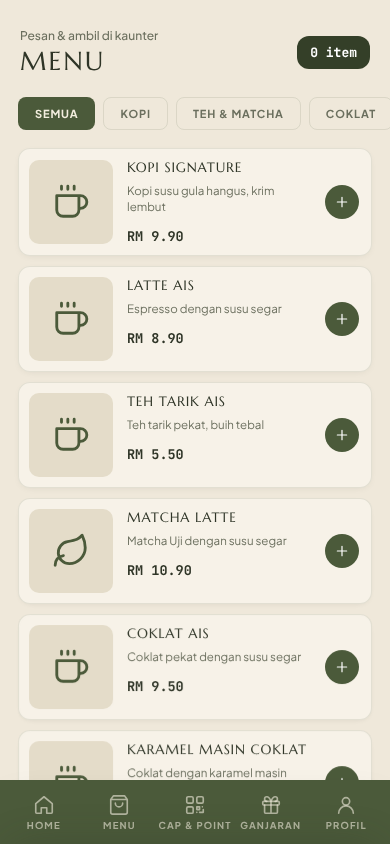 Pesan & ambil di kaunter
MENU
0 item
SEMUA
KOPI
TEH & MATCHA
COKLAT
KOPI SIGNATURE
Kopi susu gula hangus, krim
lembut
RM 9.90
LATTE AIS
Espresso dengan susu segar
RM 8.90
TEH TARIK AIS
Teh tarik pekat, buih tebal
RM 5.50
MATCHA LATTE
Matcha Uji dengan susu segar
RM 10.90
COKLAT AIS
Coklat pekat dengan susu segar
RM 9.50
KARAMEL MASIN COKLAT
Coklat dengan karamel masin
HOME
MENU
CAP & POINT
GANJARAN
PROFIL